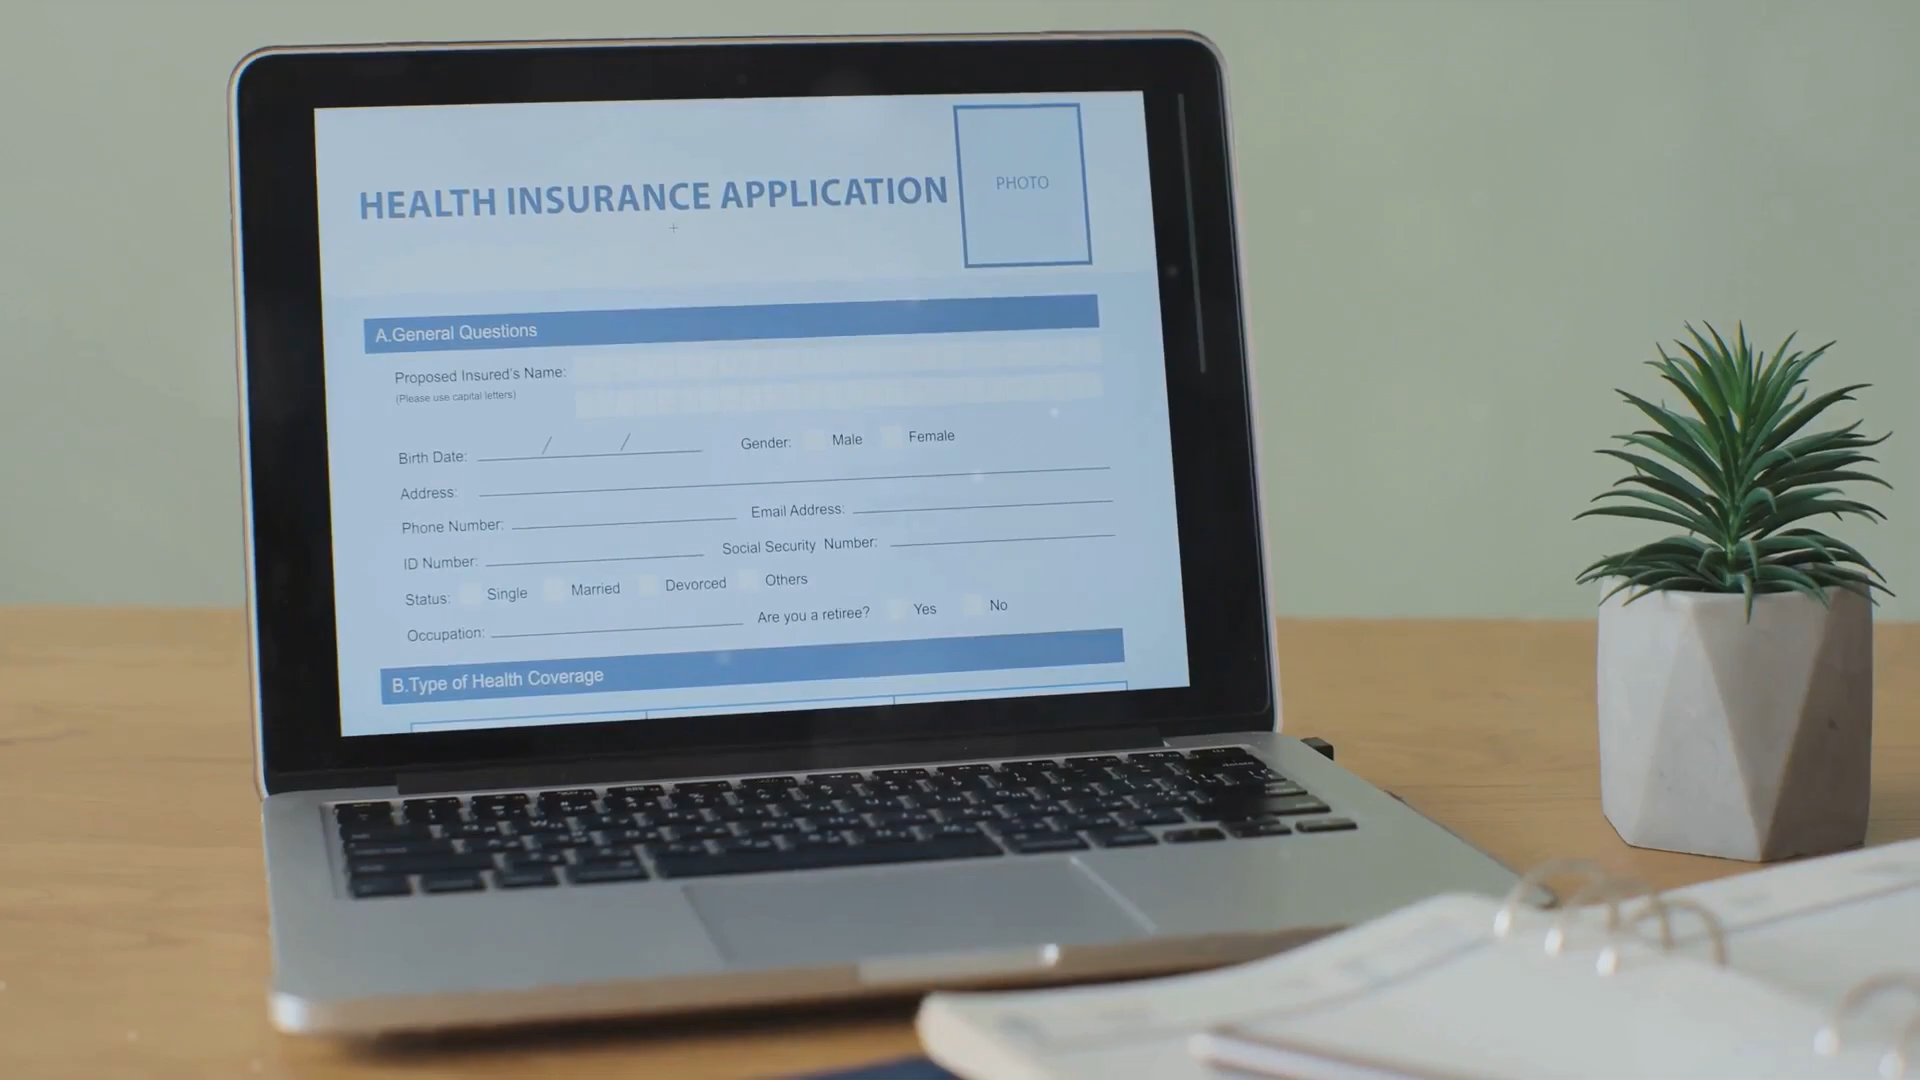 HEALTH INSURANCE APPLICATION
PHOTO
A.General Questions
Proposed Insured's Name:
(Please use capital letters)
Birth Date: / / Gender: Male Female
Address:
Phone Number: Email Address:
ID Number: Social Security Number:
Status: Single Married Devorced Others
Occupation: Are you a retiree? Yes No
B.Type of Health Coverage